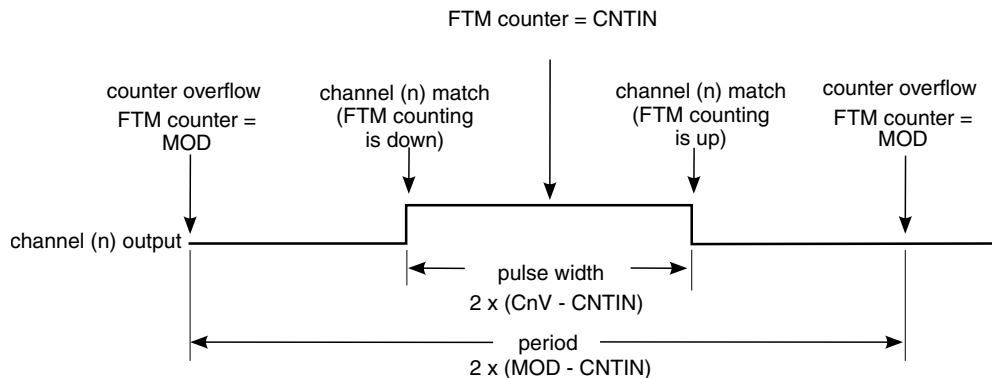 FTM counter = CNTIN
counter overflow
FTM counter =
MOD
channel (n) match
(FTM counting
is down)
channel (n) match
(FTM counting
is up)
counter overflow
FTM counter =
MOD
channel (n) output
pulse width
2 x (CnV - CNTIN)
period
2 x (MOD - CNTIN)